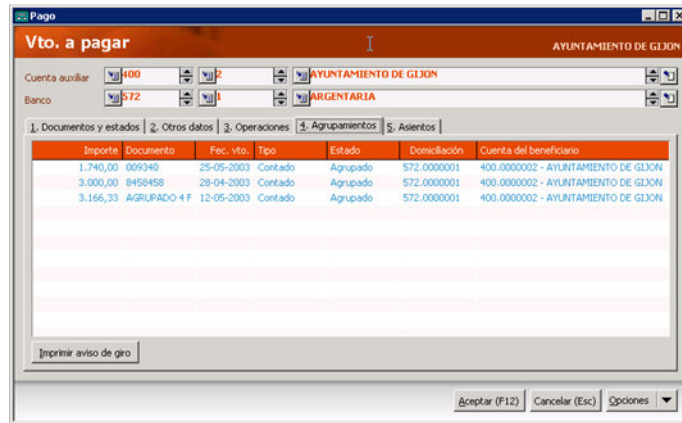 Pago
Vto. a pagar
AYUNTAMIENTO DE GIJON
Cuenta auxiliar 400 2 AYUNTAMIENTO DE GIJON
Banco 572 1 ARGENTARIA
1. Documentos y estados 2. Otros datos 3. Operaciones 4. Agrupamientos 5. Asientos
Importe Documento Fec. vto. Tipo Estado Domiciliación Cuenta del beneficiario
1.740,00 009340 25-05-2003 Contado Agrupado 572.0000001 400.0000002 - AYUNTAMIENTO DE GIJON
3.000,00 8458458 28-04-2003 Contado Agrupado 572.0000001 400.0000002 - AYUNTAMIENTO DE GIJON
3.166,33 AGRUPADO 4 F 12-05-2003 Contado Agrupado 572.0000001 400.0000002 - AYUNTAMIENTO DE GIJON
Imprimir aviso de giro
Aceptar (F12) Cancelar (Esc) Opciones